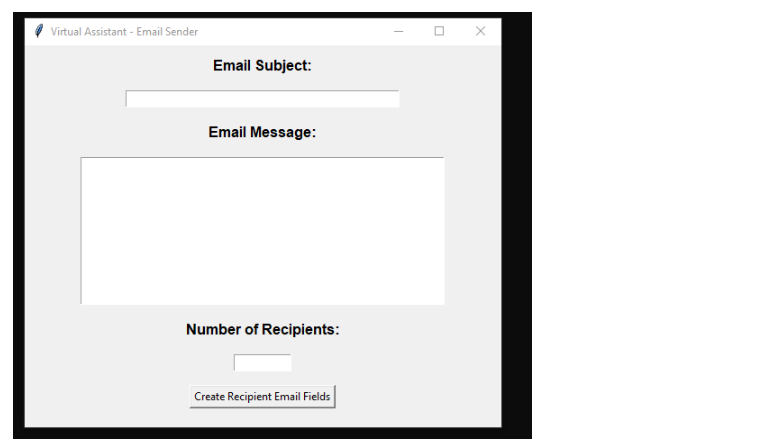 Virtual Assistant - Email Sender
Email Subject:
Email Message:
Number of Recipients:
Create Recipient Email Fields